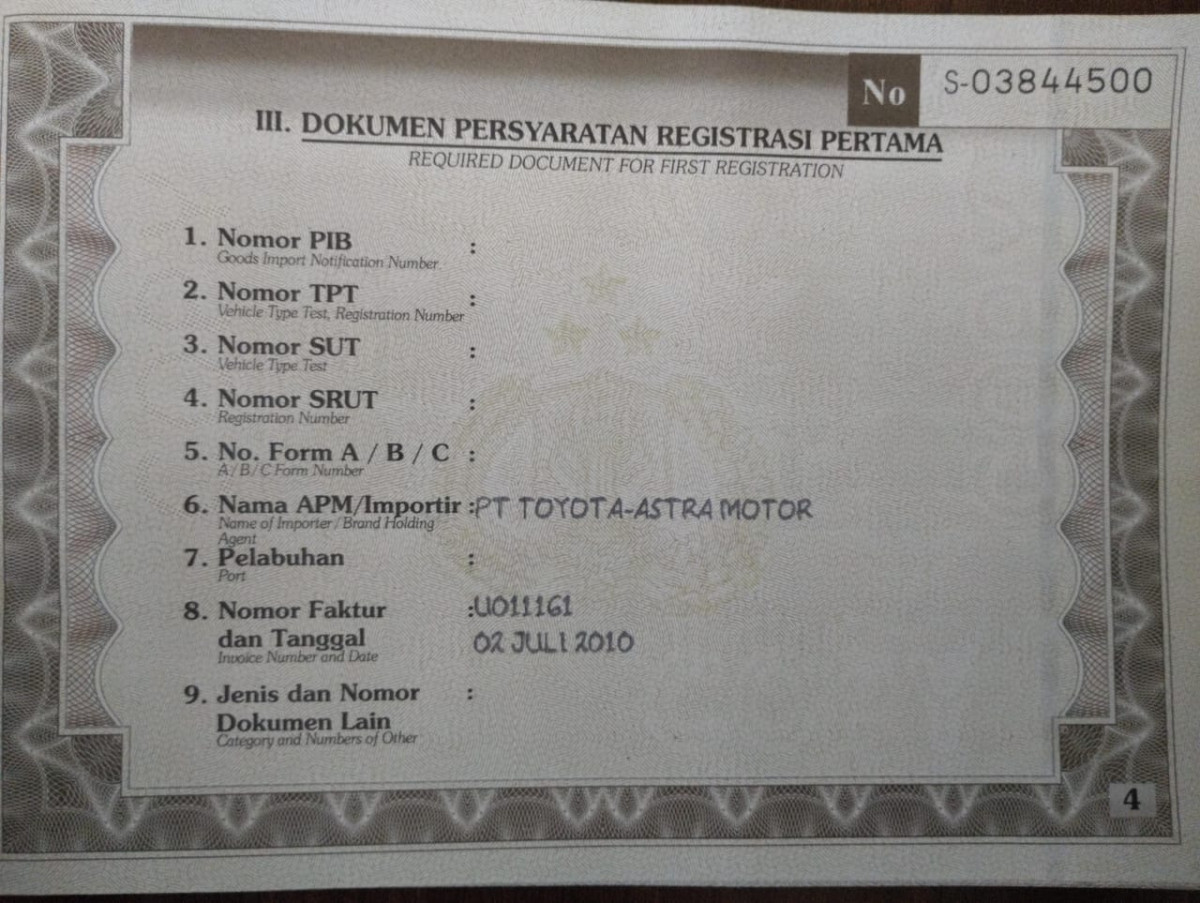 No S-03844500
III. DOKUMEN PERSYARATAN REGISTRASI PERTAMA
REQUIRED DOCUMENT FOR FIRST REGISTRATION
1. Nomor PIB :
Goods Import Notification Number
2. Nomor TPT :
Vehicle Type Test, Registration Number
3. Nomor SUT :
Vehicle Type Test
4. Nomor SRUT :
Registration Number
5. No. Form A / B / C :
A / B / C Form Number
6. Nama APM/Importir :PT TOYOTA-ASTRA MOTOR
Name of Importer / Brand Holding
Agent
7. Pelabuhan :
Port
8. Nomor Faktur :U011161
dan Tanggal 02 JULI 2010
Invoice Number and Date
9. Jenis dan Nomor :
Dokumen Lain
Category and Numbers of Other
4